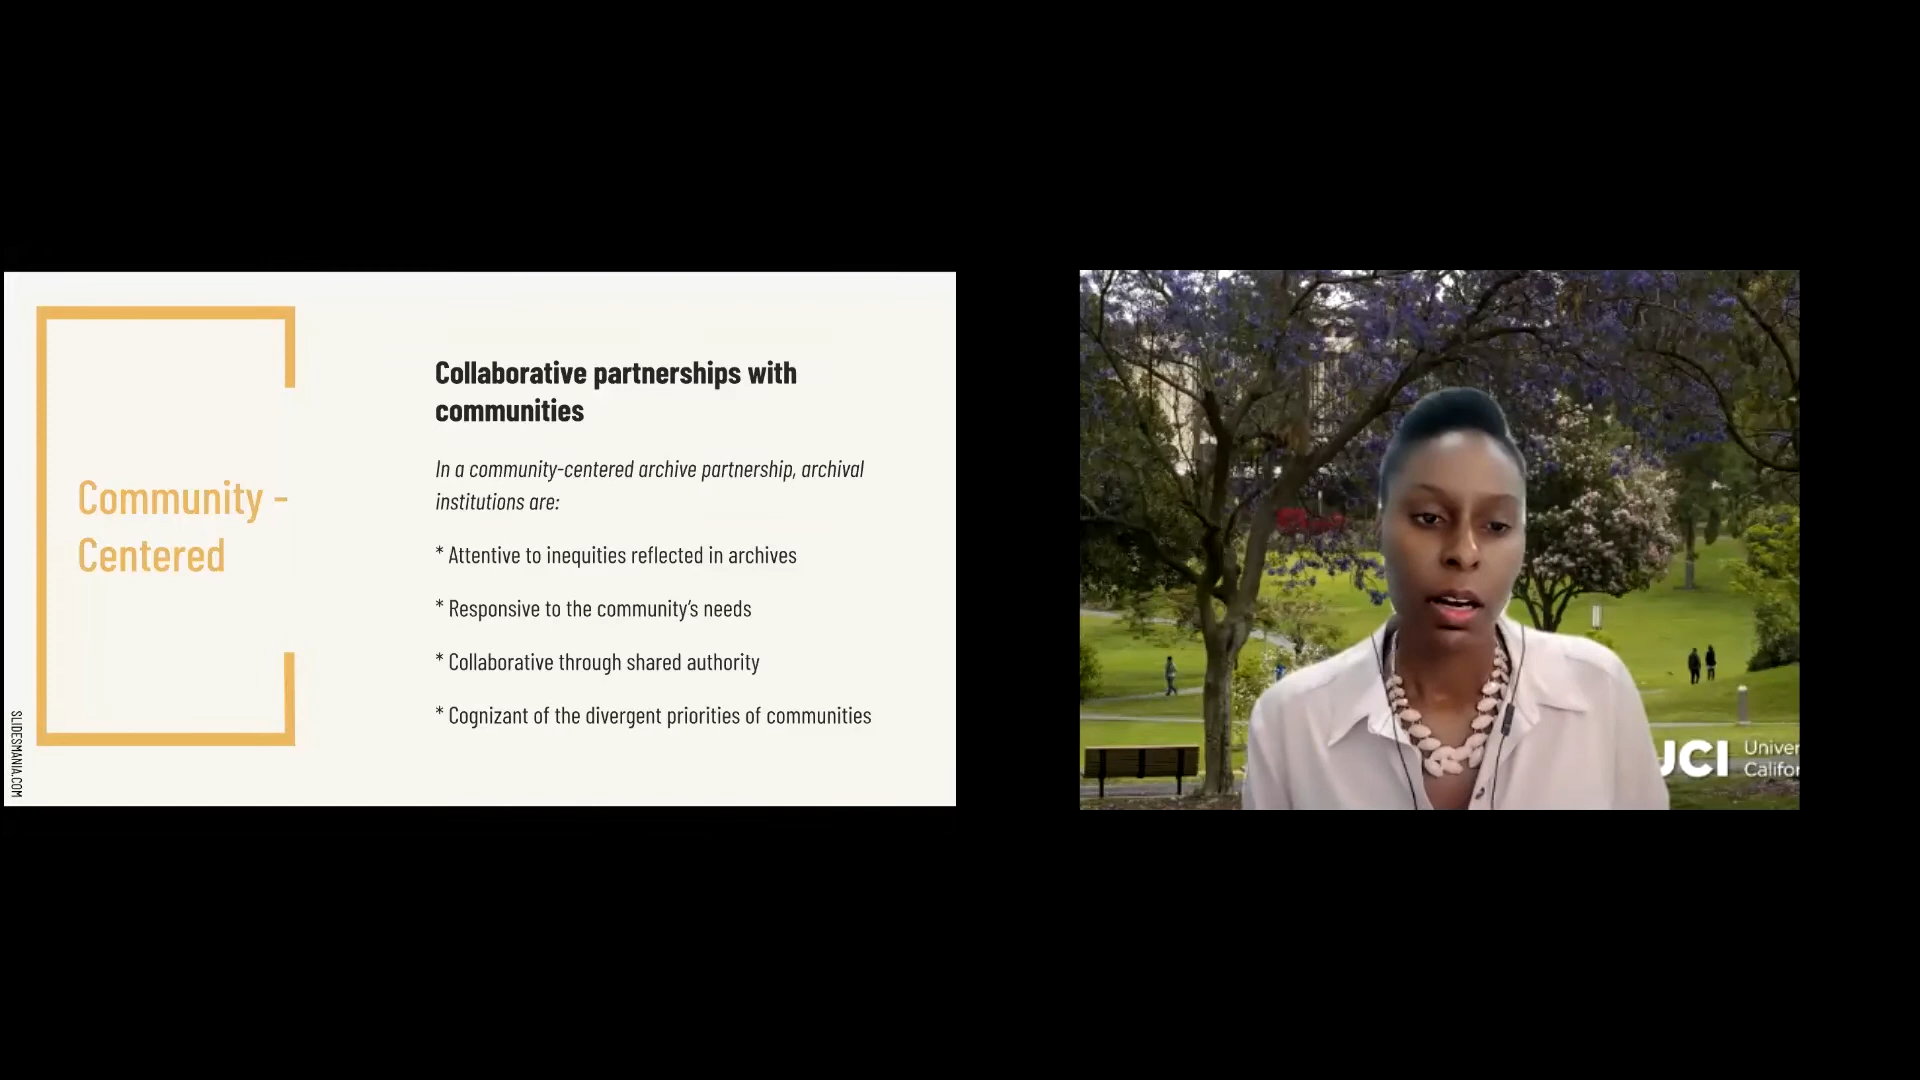 Community -
Centered
Collaborative partnerships with
communities
In a community-centered archive partnership, archival
institutions are:
* Attentive to inequities reflected in archives
* Responsive to the community's needs
* Collaborative through shared authority
* Cognizant of the divergent priorities of communities
SLIDESMANIA.COM
UCI
Univer
Califor